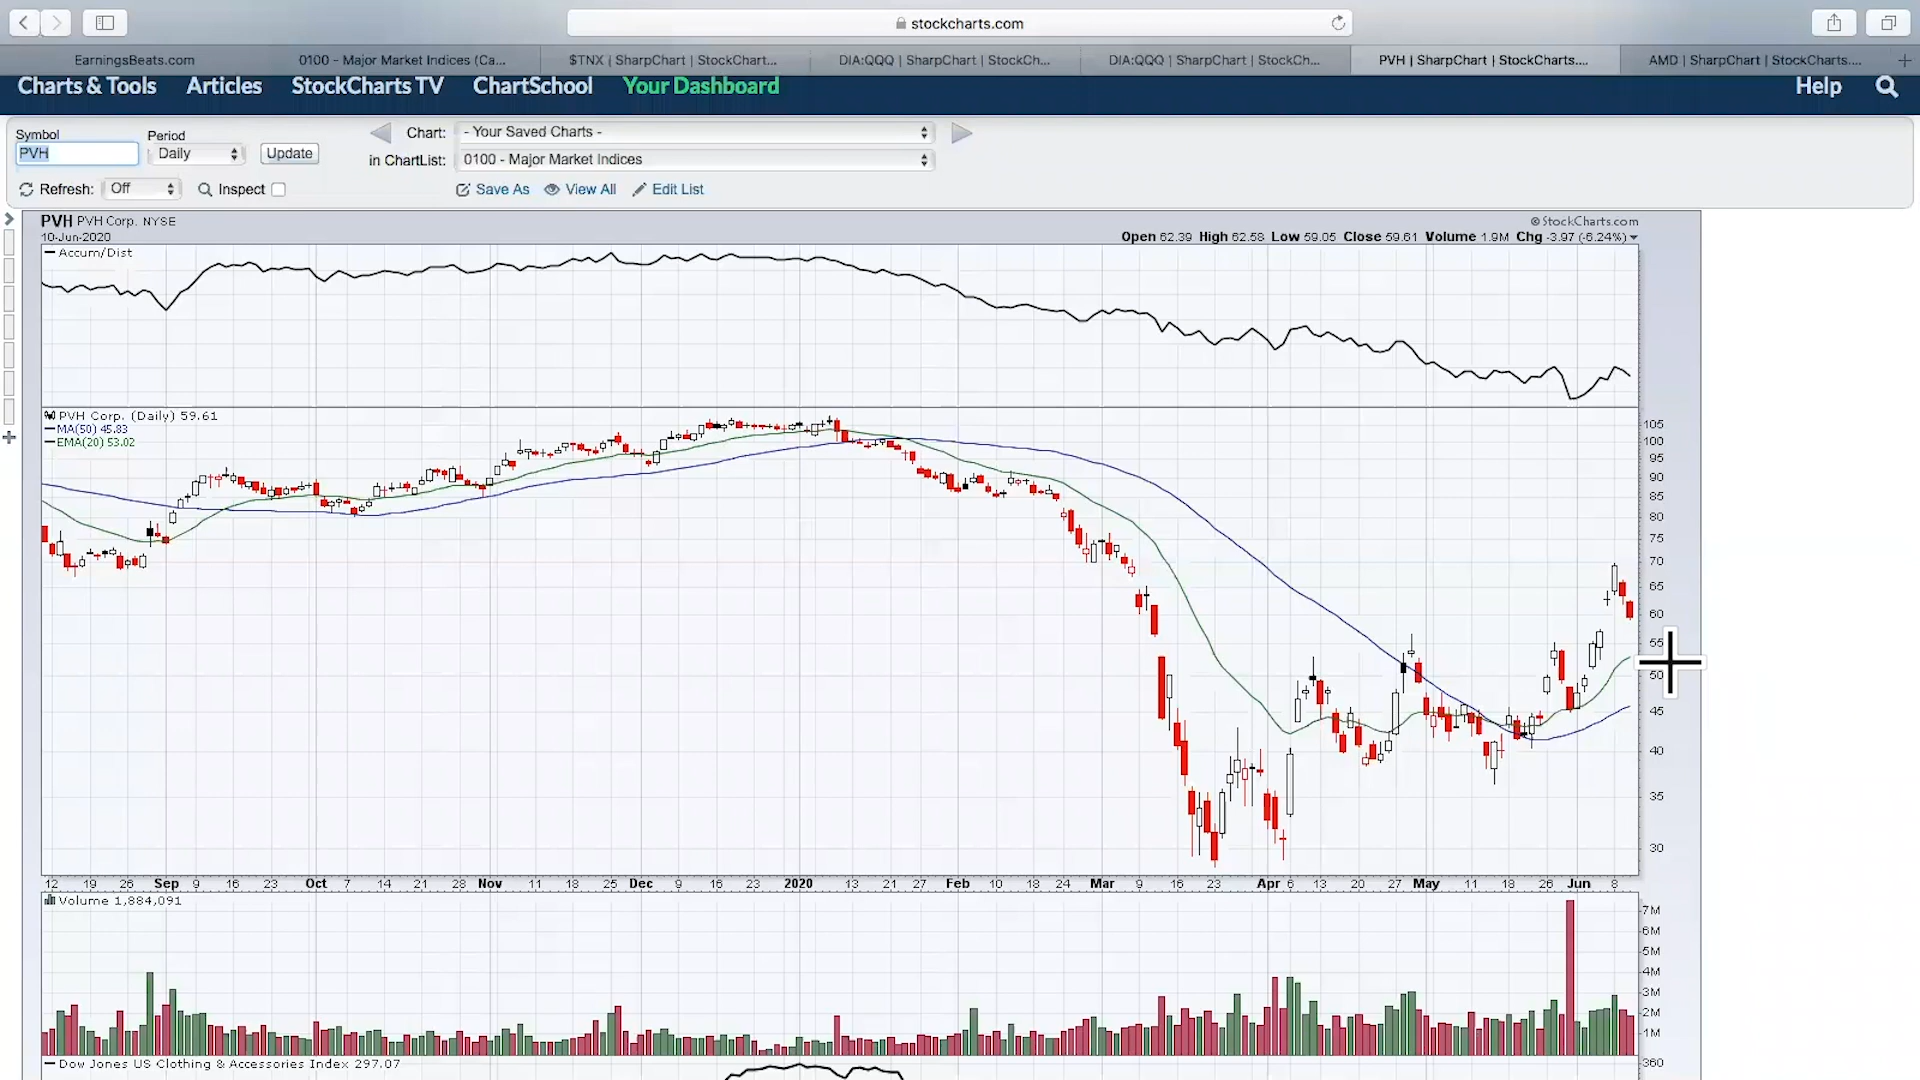 stockcharts.com
EarningsBeats.com
0100 - Major Market Indices (Ca...
$TNX | SharpChart | StockChart...
DIA:QQQ | SharpChart | StockCh...
DIA:QQQ | SharpChart | StockCh...
PVH | SharpChart | StockCharts....
AMD | SharpChart | StockCharts....
Charts & Tools Articles StockCharts TV ChartSchool Your Dashboard Help
Symbol Period
PVH Daily Update
Chart: - Your Saved Charts -
in ChartList: 0100 - Major Market Indices
Refresh: Off Inspect
Save As View All Edit List
PVH PVH Corp. NYSE © StockCharts.com
10-Jun-2020 Open 62.39 High 62.58 Low 59.05 Close 59.61 Volume 1.9M Chg -3.97 (-6.24%)
Accum/Dist
PVH Corp. (Daily) 59.61
MA(50) 45.83
EMA(20) 53.02
105
100
95
90
85
80
75
70
65
60
55
50
45
40
35
30
12 19 26 Sep 9 16 23 Oct 7 14 21 28 Nov 11 18 25 Dec 9 16 23 2020 13 21 27 Feb 10 18 24 Mar 9 16 23 Apr 6 13 20 27 May 11 18 26 Jun 8
Volume 1,884,091
7M
6M
5M
4M
3M
2M
1M
Dow Jones US Clothing & Accessories Index 297.07
360